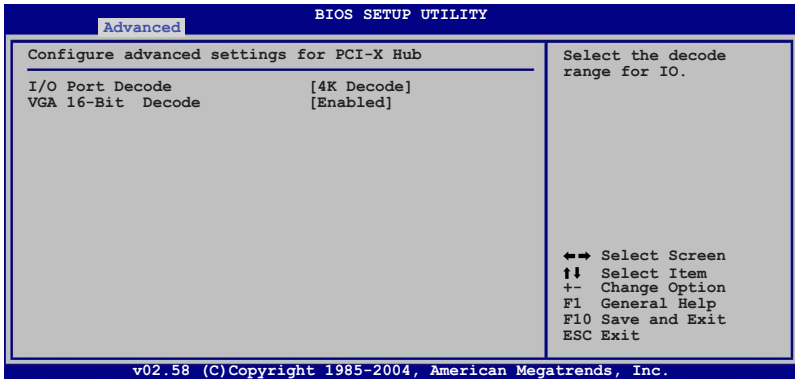 BIOS SETUP UTILITY
Advanced
Configure advanced settings for PCI-X Hub
I/O Port Decode [4K Decode]
VGA 16-Bit Decode [Enabled]
Select the decode
range for IO.
←→ Select Screen
↑↓ Select Item
+- Change Option
F1 General Help
F10 Save and Exit
ESC Exit
v02.58 (C)Copyright 1985-2004, American Megatrends, Inc.